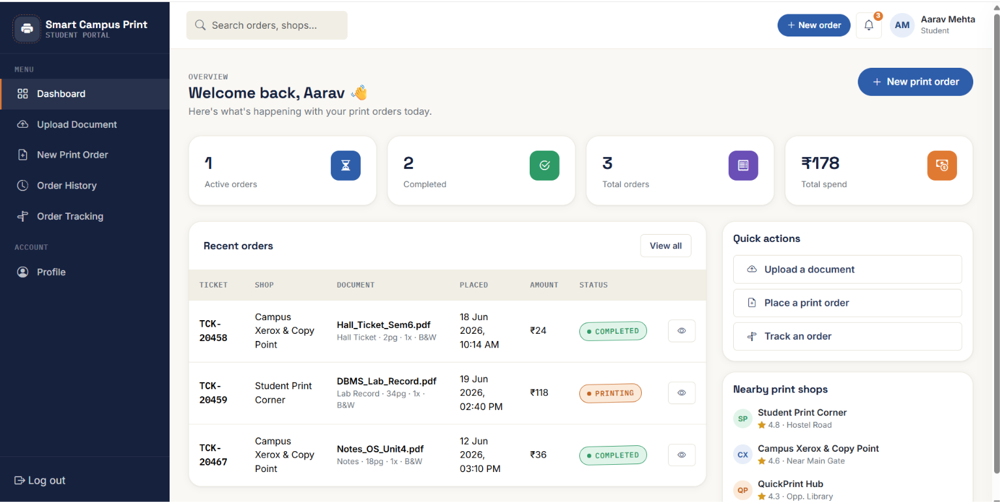 Smart Campus Print
STUDENT PORTAL
MENU
Dashboard
Upload Document
New Print Order
Order History
Order Tracking
ACCOUNT
Profile
Log out
Search orders, shops...
+ New order
3
AM
Aarav Mehta
Student
OVERVIEW
Welcome back, Aarav 👋
Here's what's happening with your print orders today.
+ New print order
1
Active orders
2
Completed
3
Total orders
₹178
Total spend
Recent orders
View all
TICKET SHOP DOCUMENT PLACED AMOUNT STATUS
TCK-
20458
Campus
Xerox & Copy
Point
Hall_Ticket_Sem6.pdf
Hall Ticket · 2pg · 1x · B&W
18 Jun
2026,
10:14 AM
₹24
COMPLETED
TCK-
20459
Student Print
Corner
DBMS_Lab_Record.pdf
Lab Record · 34pg · 1x ·
B&W
19 Jun
2026,
02:40 PM
₹118
PRINTING
TCK-
20467
Campus
Xerox & Copy
Point
Notes_OS_Unit4.pdf
Notes · 18pg · 1x · B&W
12 Jun
2026,
03:10 PM
₹36
COMPLETED
Quick actions
Upload a document
Place a print order
Track an order
Nearby print shops
SP
Student Print Corner
4.8 · Hostel Road
CX
Campus Xerox & Copy Point
4.6 · Near Main Gate
QP
QuickPrint Hub
4.3 · Opp. Library